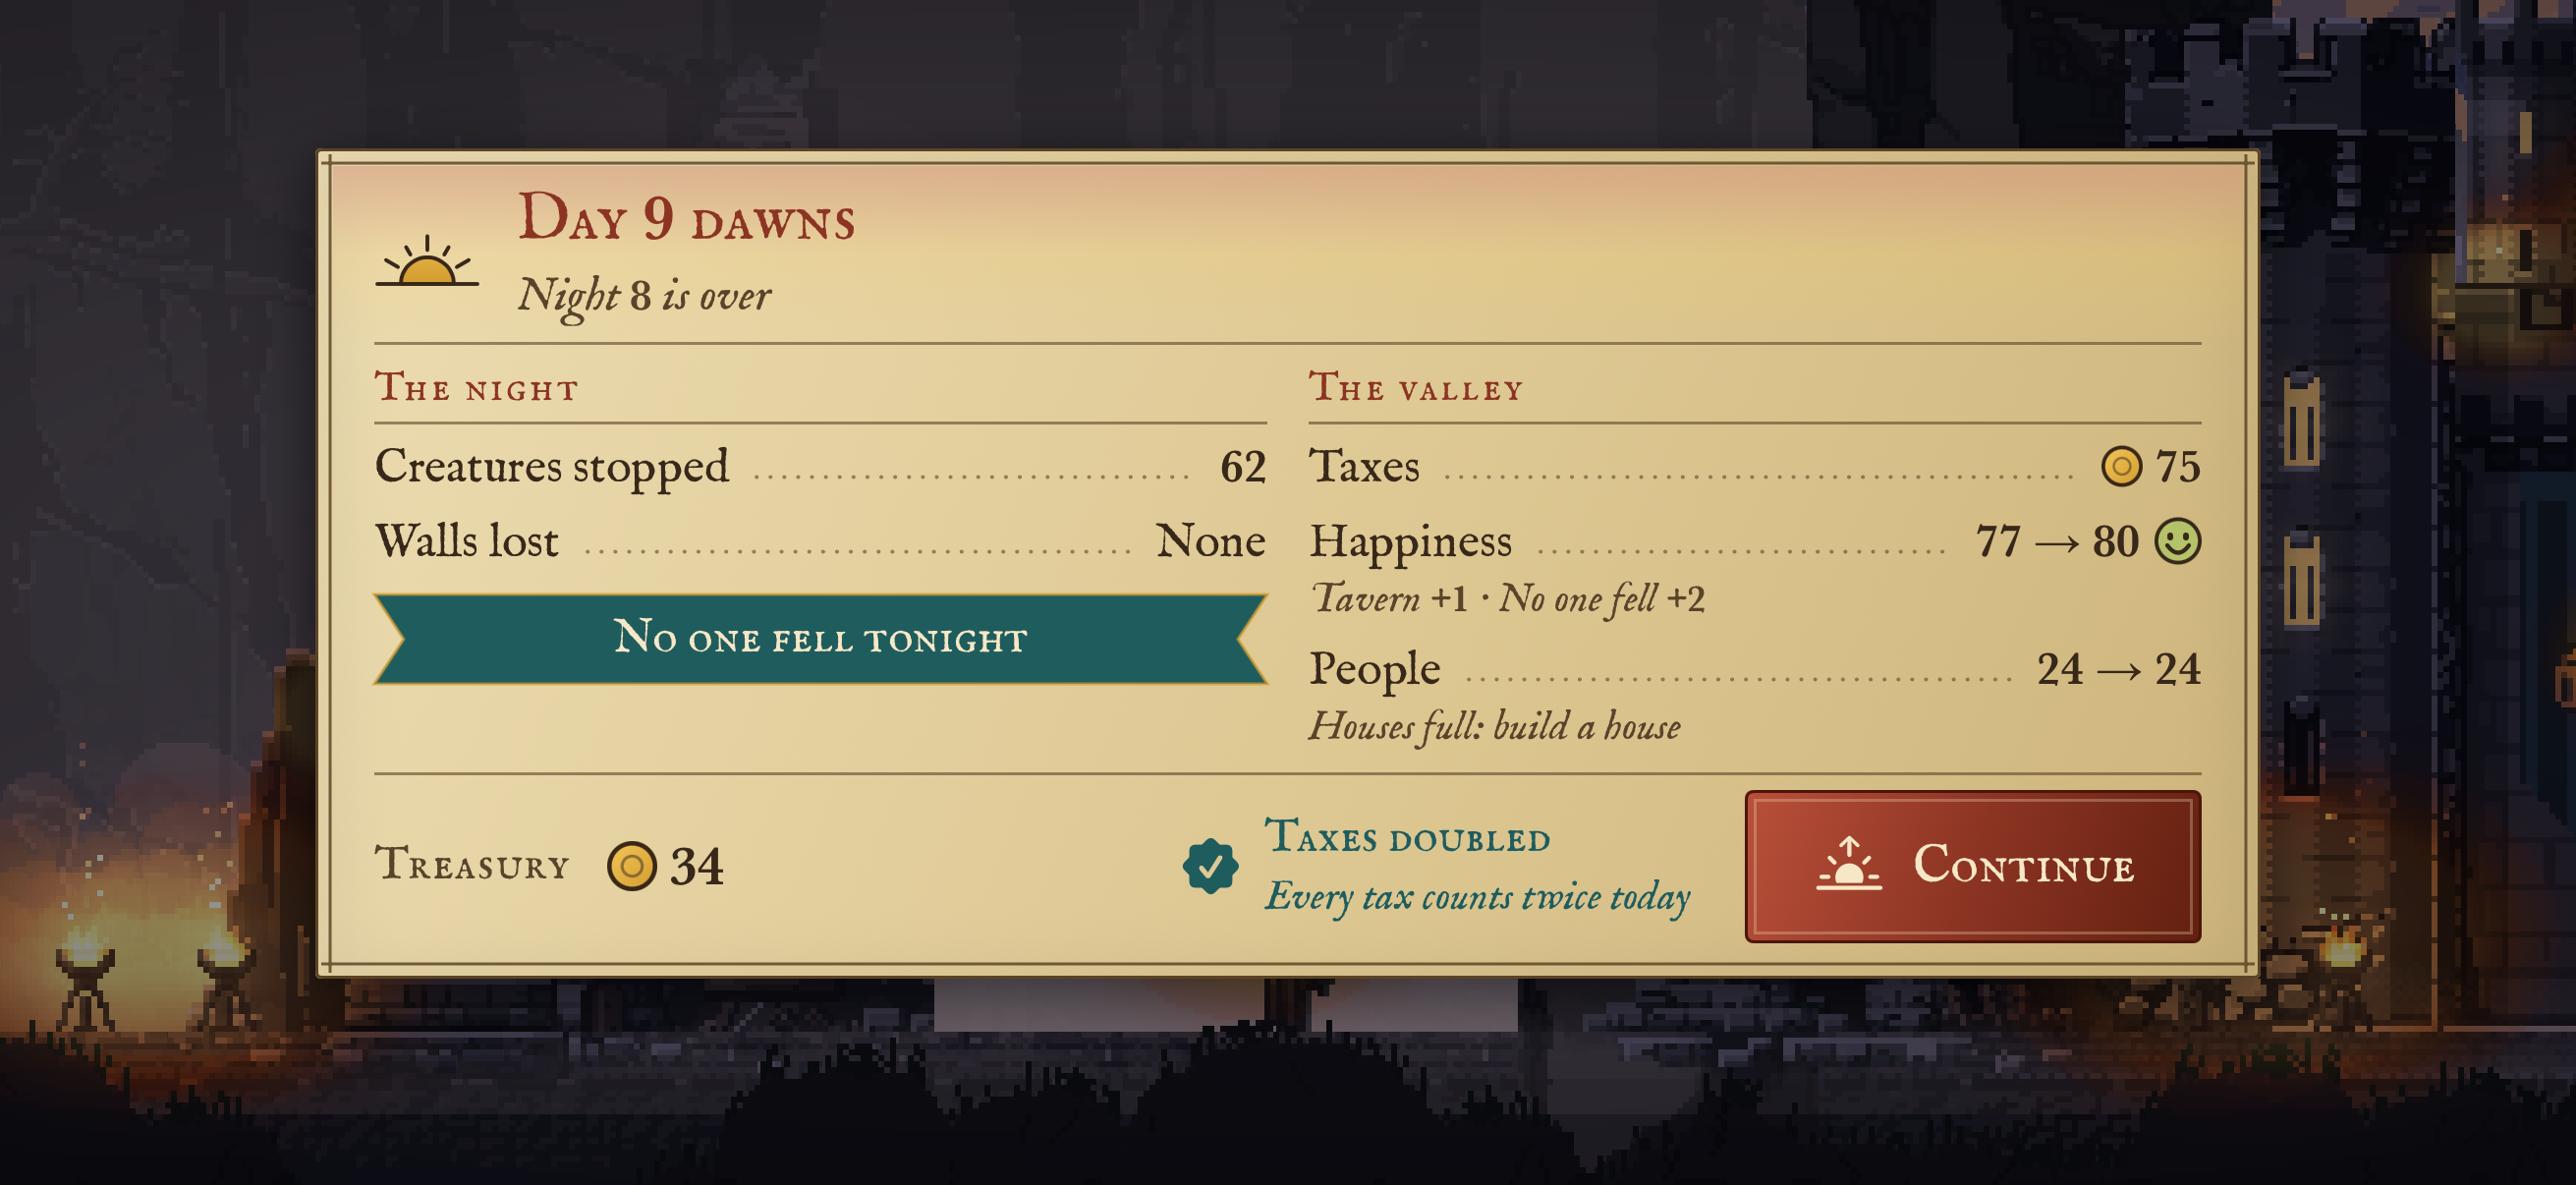 Day 9 dawns
Night 8 is over
The night
Creatures stopped 62
Walls lost None
No one fell tonight
The valley
Taxes 75
Happiness 77 → 80
Tavern +1 · No one fell +2
People 24 → 24
Houses full: build a house
Treasury 34
Taxes doubled
Every tax counts twice today
Continue